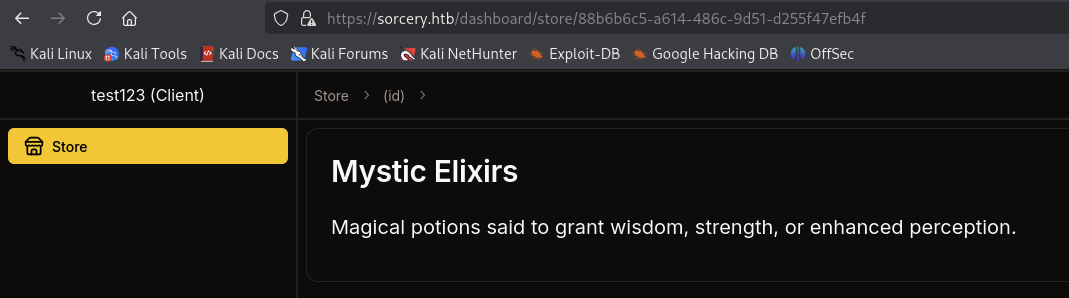 https://sorcery.htb/dashboard/store/88b6b6c5-a614-486c-9d51-d255f47efb4f
Kali Linux Kali Tools Kali Docs Kali Forums Kali NetHunter Exploit-DB Google Hacking DB OffSec
test123 (Client) Store > (id) >
Store
Mystic Elixirs
Magical potions said to grant wisdom, strength, or enhanced perception.